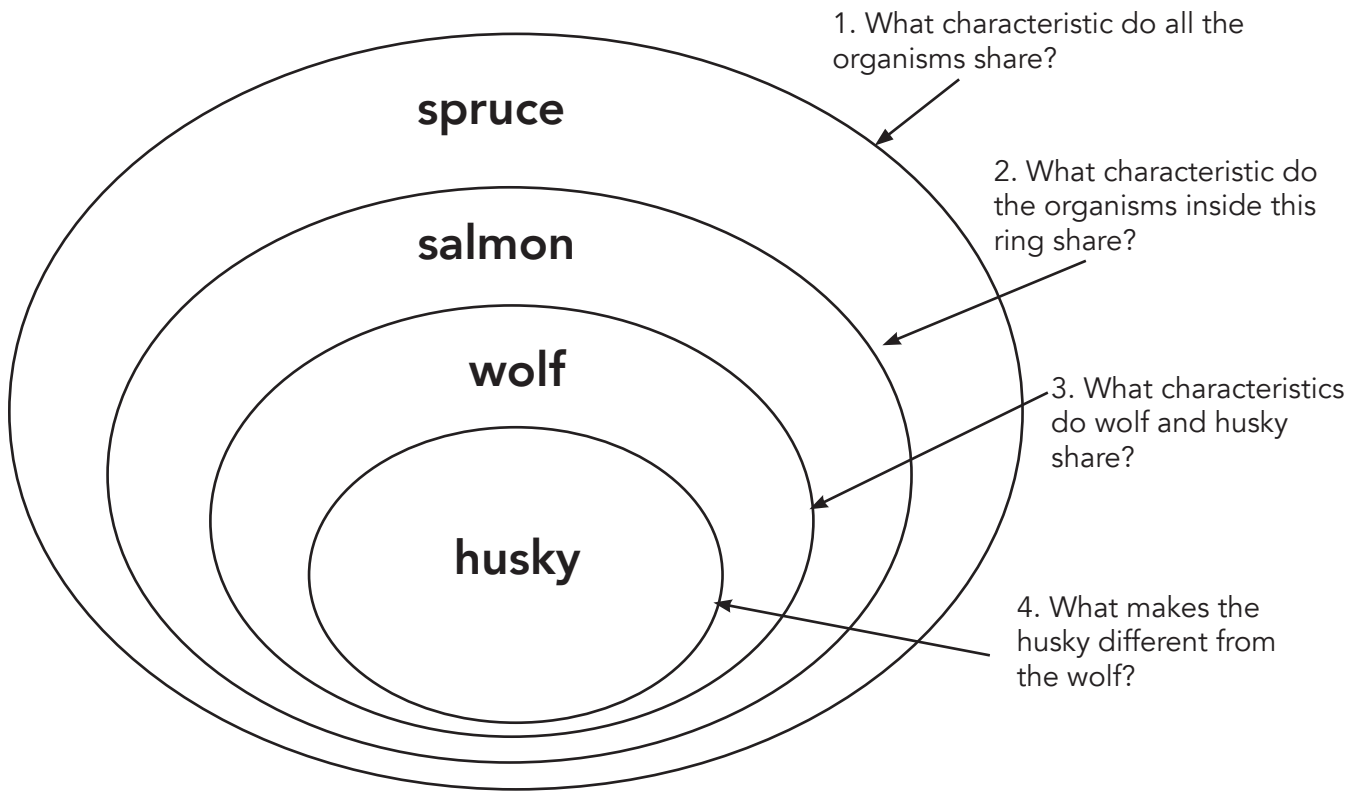 1. What characteristic do all the
organisms share?
spruce
2. What characteristic do
the organisms inside this
ring share?
salmon
wolf
3. What characteristics
do wolf and husky
share?
husky
4. What makes the
husky different from
the wolf?